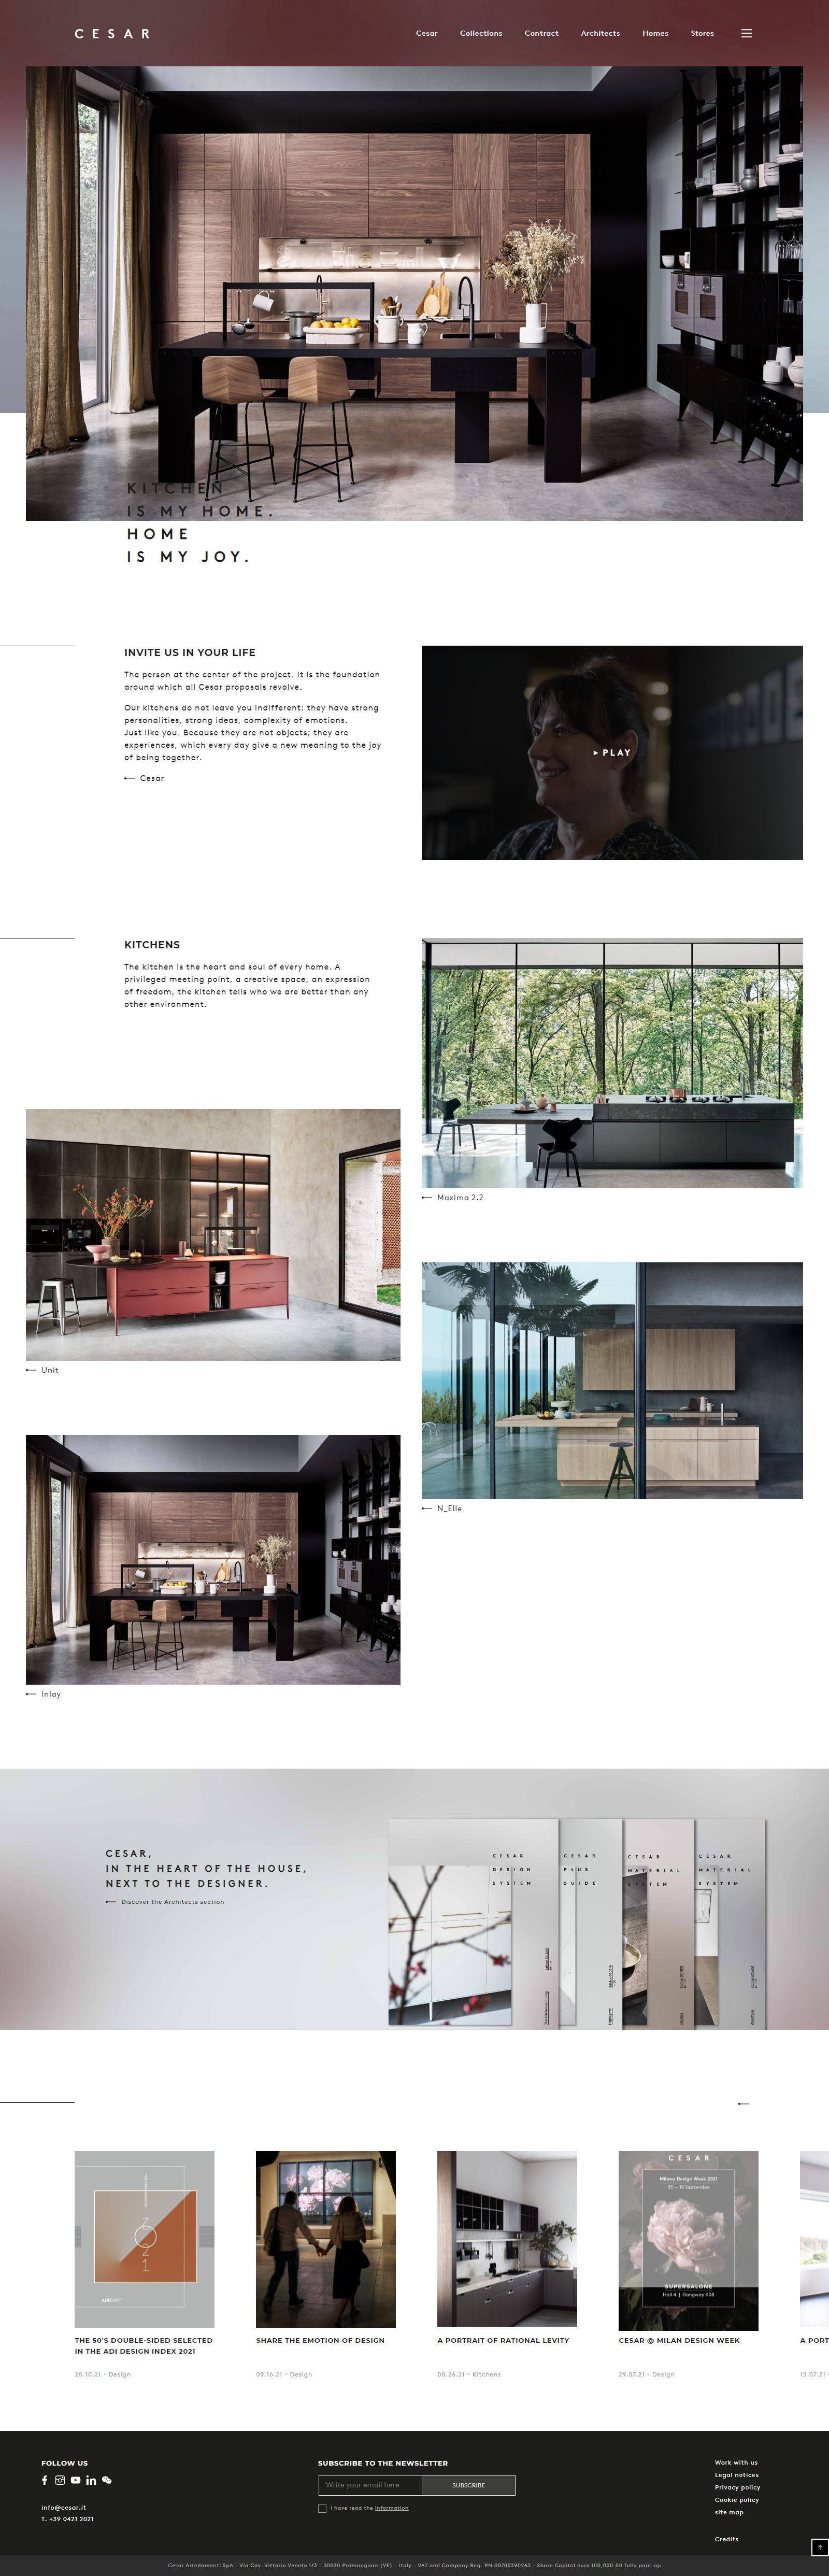 CESAR
Cesar Collections Contract Architects Homes Stores
KITCHEN
IS MY HOME.
HOME
IS MY JOY.
INVITE US IN YOUR LIFE
The person at the center of the project. It is the foundation
around which all Cesar proposals revolve.
Our kitchens do not leave you indifferent: they have strong
personalities, strong ideas, complexity of emotions.
Just like you. Because they are not objects; they are
experiences, which every day give a new meaning to the joy
of being together.
Cesar
PLAY
KITCHENS
The kitchen is the heart and soul of every home. A
privileged meeting point, a creative space, an expression
of freedom, the kitchen tells who we are better than any
other environment.
Maxima 2.2
Unit
N_Elle
Inlay
CESAR,
IN THE HEART OF THE HOUSE,
NEXT TO THE DESIGNER.
Discover the Architects section
CESAR
DESIGN
SYSTEM
CESAR
PLUS
GUIDE
CESAR
MATERIAL
SYSTEM
CESAR
MATERIAL
SYSTEM
2021
CESAR
Milano Design Week 2021
05 — 10 September
SUPERSALONE
Hall 4 | Gangway K08
THE 50'S DOUBLE-SIDED SELECTED
IN THE ADI DESIGN INDEX 2021
28.10.21 - Design
SHARE THE EMOTION OF DESIGN
09.16.21 - Design
A PORTRAIT OF RATIONAL LEVITY
08.26.21 - Kitchens
CESAR @ MILAN DESIGN WEEK
29.07.21 - Design
A PORT
15.07.21
FOLLOW US
info@cesar.it
T. +39 0421 2021
SUBSCRIBE TO THE NEWSLETTER
Write your email here
SUBSCRIBE
I have read the information
Work with us
Legal notices
Privacy policy
Cookie policy
site map
Credits
Cesar Arredamenti SpA - Via Cav. Vittorio Veneto 1/3 - 30020 Pramaggiore (VE) - Italy - VAT and Company Reg. PN 00700390263 - Share Capital euro 100,000.00 fully paid-up